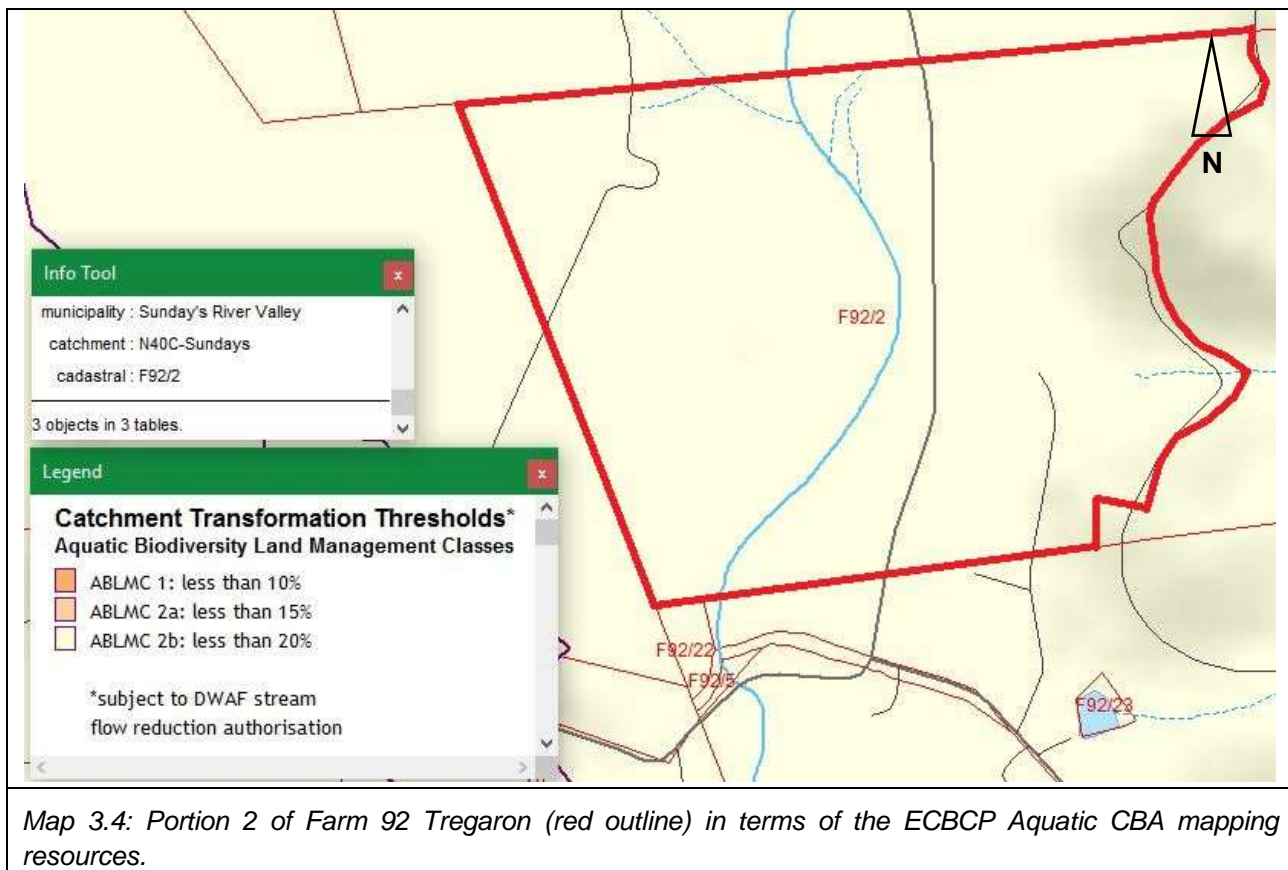 N
F92/2
Info Tool
x
municipality : Sunday's River Valley
catchment : N40C-Sundays
cadastral : F92/2
3 objects in 3 tables.
Legend
x
Catchment Transformation Thresholds*
Aquatic Biodiversity Land Management Classes
ABLMC 1: less than 10%
ABLMC 2a: less than 15%
ABLMC 2b: less than 20%
*subject to DWAF stream
flow reduction authorisation
F92/22
F92/5
F92/23
Map 3.4: Portion 2 of Farm 92 Tregaron (red outline) in terms of the ECBCP Aquatic CBA mapping
resources.